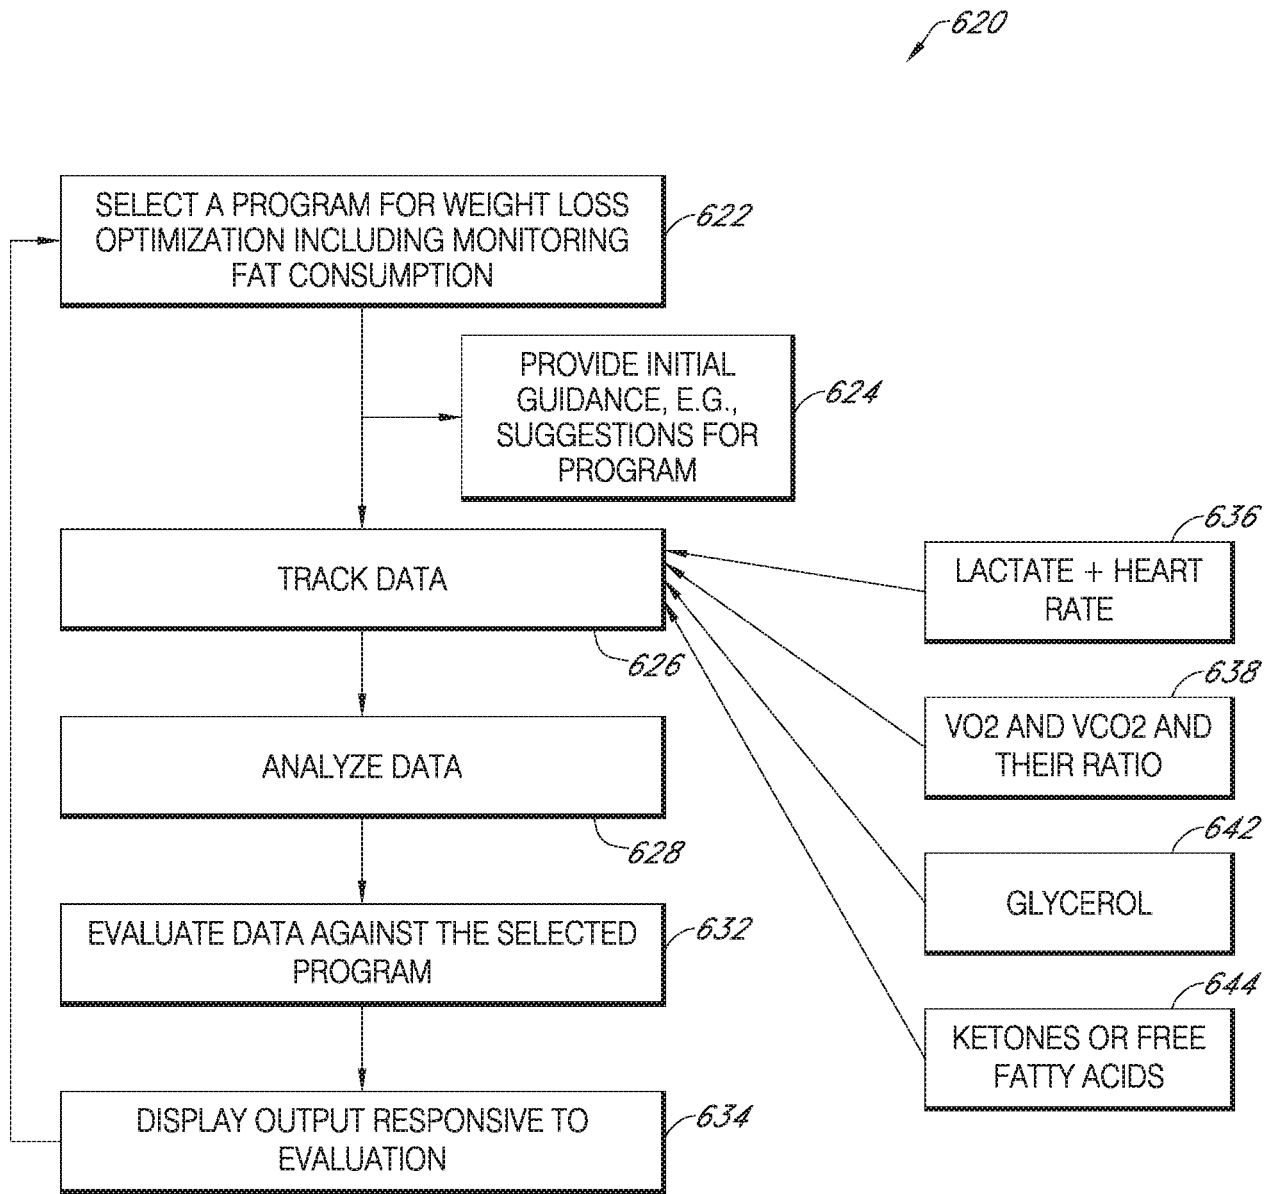 620
SELECT A PROGRAM FOR WEIGHT LOSS
OPTIMIZATION INCLUDING MONITORING
FAT CONSUMPTION
622
PROVIDE INITIAL
GUIDANCE, E.G.,
SUGGESTIONS FOR
PROGRAM
624
TRACK DATA
626
636
LACTATE + HEART
RATE
638
VO2 AND VCO2 AND
THEIR RATIO
ANALYZE DATA
628
642
GLYCEROL
EVALUATE DATA AGAINST THE SELECTED
PROGRAM
632
644
KETONES OR FREE
FATTY ACIDS
DISPLAY OUTPUT RESPONSIVE TO
EVALUATION
634